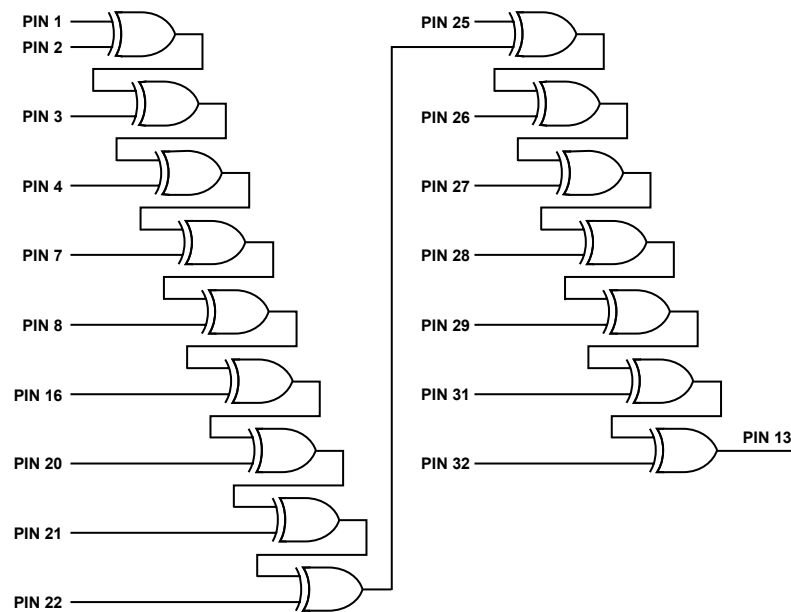 PIN 1
PIN 2
PIN 3
PIN 4
PIN 7
PIN 8
PIN 16
PIN 20
PIN 21
PIN 22
PIN 25
PIN 26
PIN 27
PIN 28
PIN 29
PIN 31
PIN 32
PIN 13